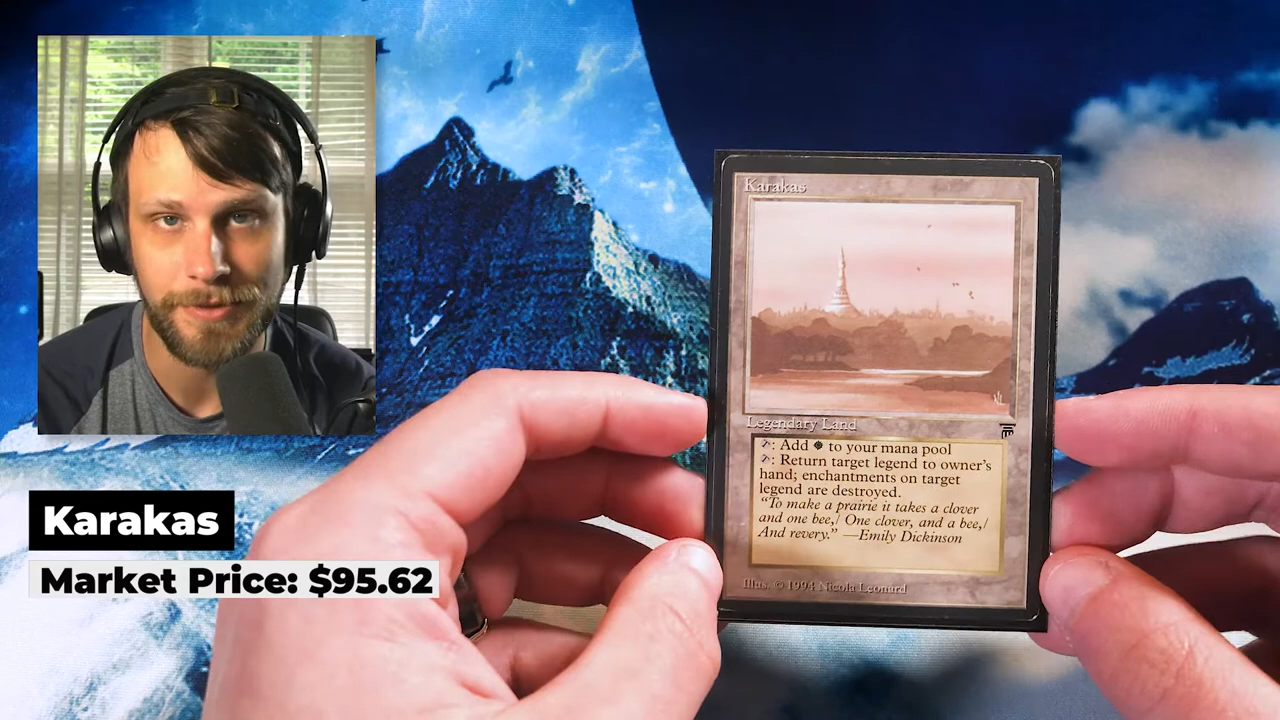 Karakas
Legendary Land
: Add to your mana pool
: Return target legend to owner's
hand; enchantments on target
legend are destroyed.
"To make a prairie it takes a clover
and one bee,/ One clover, and a bee,/
And revery." —Emily Dickinson
Illus. © 1994 Nicola Leonard
Karakas
Market Price: $95.62